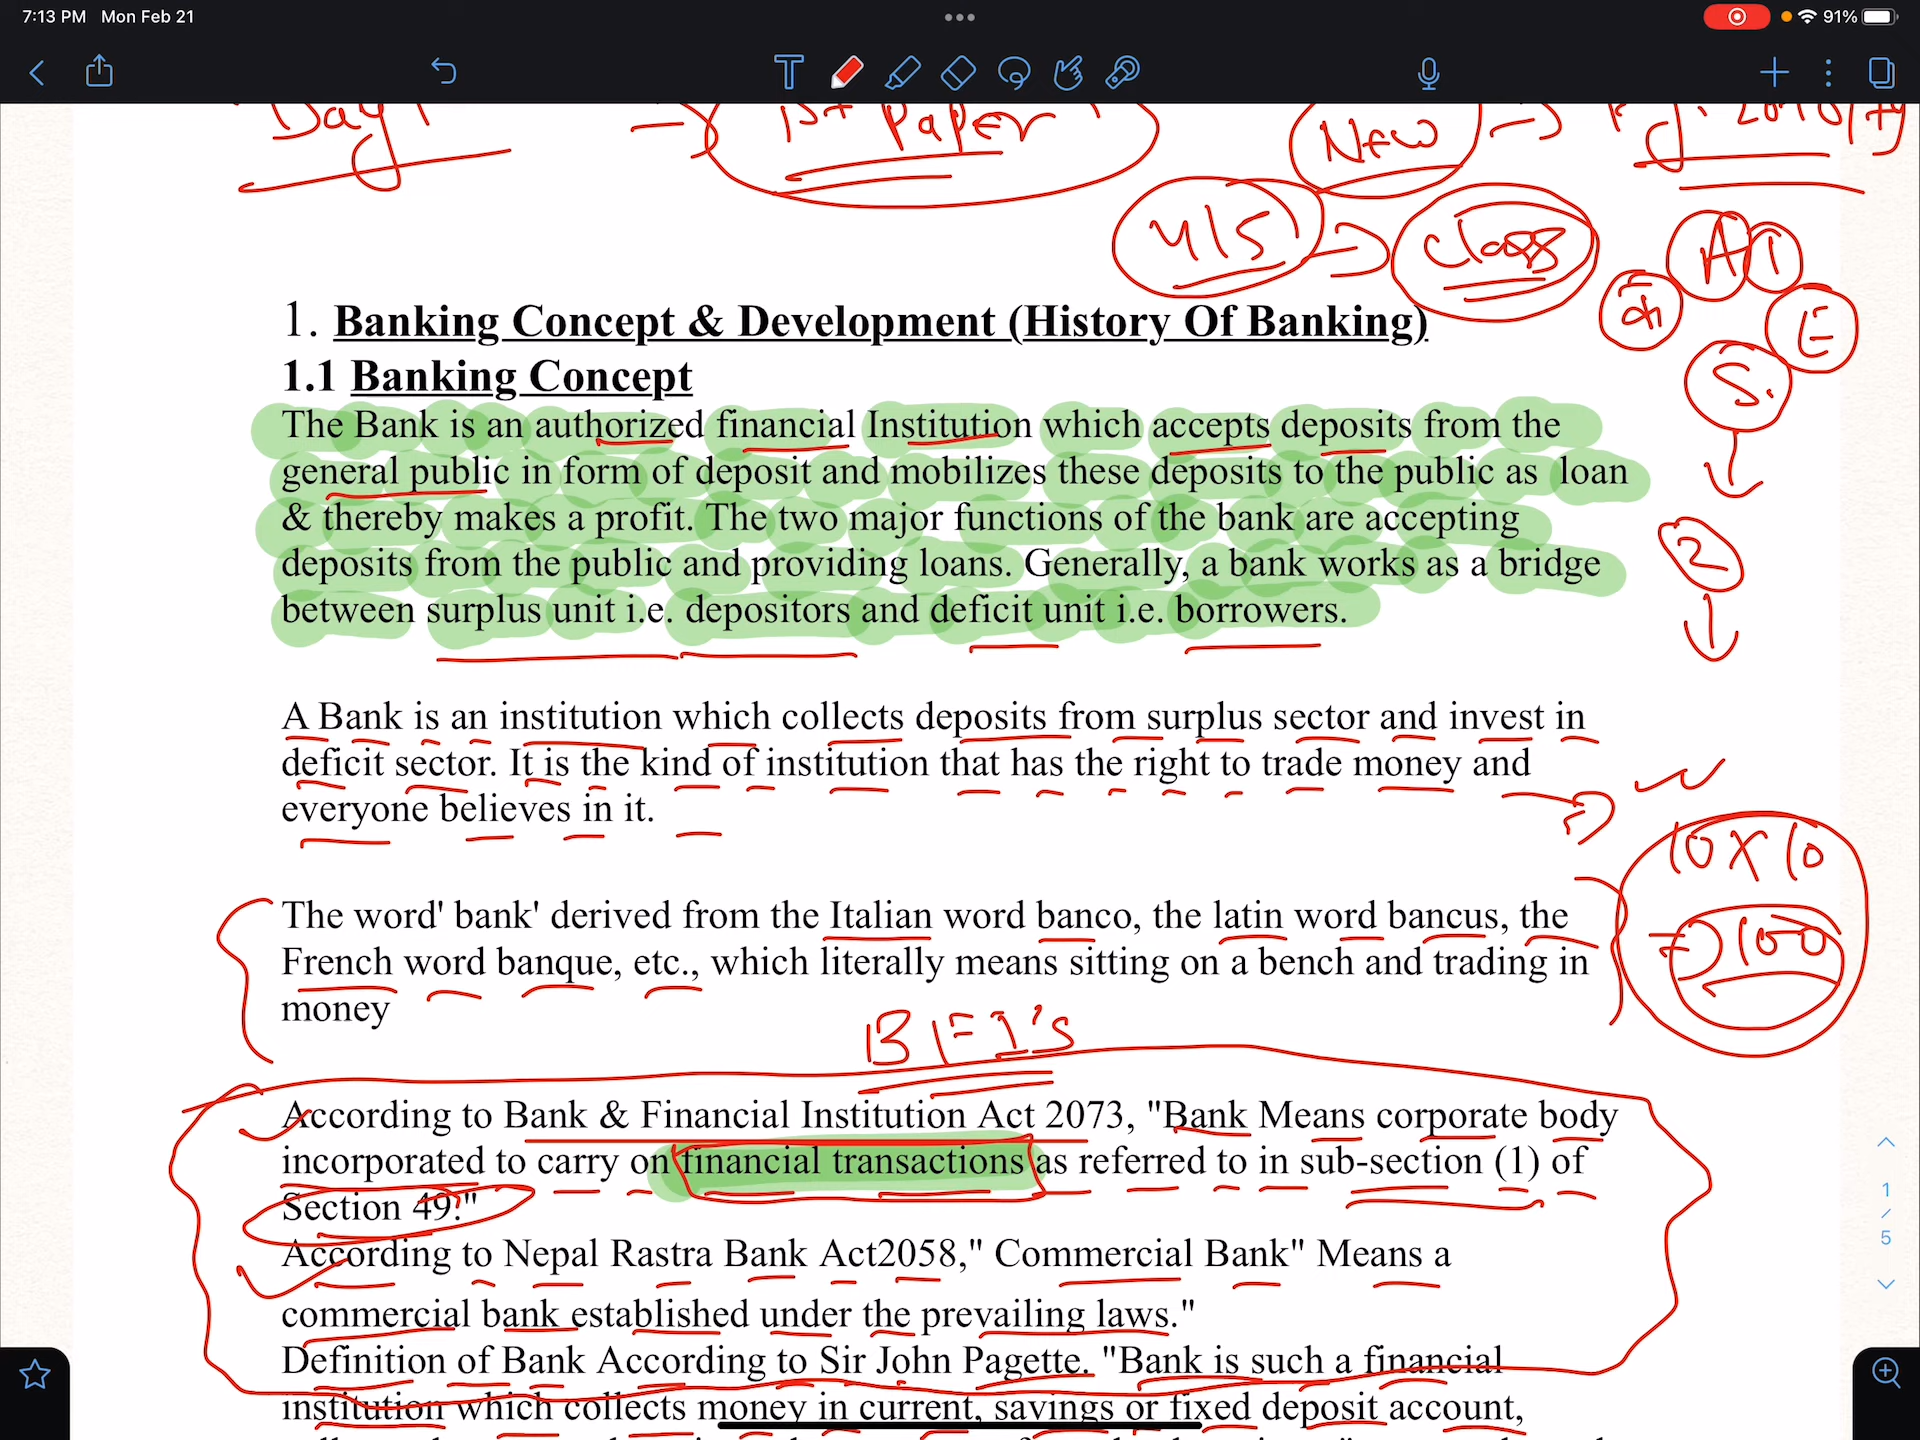 7:13 PM Mon Feb 21
91%
Day 1
1st Paper
New
4/5
class
A
1
E
S.
2
1. Banking Concept & Development (History Of Banking)
1.1 Banking Concept
The Bank is an authorized financial Institution which accepts deposits from the
general public in form of deposit and mobilizes these deposits to the public as loan
& thereby makes a profit. The two major functions of the bank are accepting
deposits from the public and providing loans. Generally, a bank works as a bridge
between surplus unit i.e. depositors and deficit unit i.e. borrowers.
A Bank is an institution which collects deposits from surplus sector and invest in
deficit sector. It is the kind of institution that has the right to trade money and
everyone believes in it.
10 X 10
100
The word' bank' derived from the Italian word banco, the latin word bancus, the
French word banque, etc., which literally means sitting on a bench and trading in
money
BFI's
According to Bank & Financial Institution Act 2073, "Bank Means corporate body
incorporated to carry on financial transactions as referred to in sub-section (1) of
Section 49."
According to Nepal Rastra Bank Act2058," Commercial Bank" Means a
commercial bank established under the prevailing laws."
Definition of Bank According to Sir John Pagette. "Bank is such a financial
institution which collects money in current, savings or fixed deposit account,
1
/
5